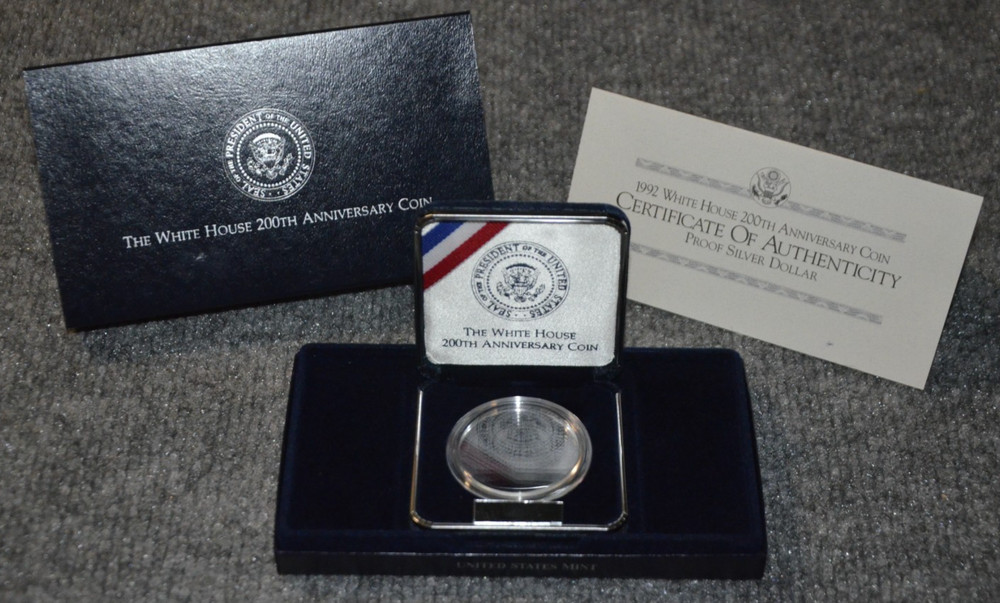 SEAL OF THE PRESIDENT OF THE UNITED STATES
THE WHITE HOUSE 200TH ANNIVERSARY COIN
1992 WHITE HOUSE 200TH ANNIVERSARY COIN
CERTIFICATE OF AUTHENTICITY
PROOF SILVER DOLLAR
SEAL OF THE PRESIDENT OF THE UNITED STATES
THE WHITE HOUSE
200TH ANNIVERSARY COIN
UNITED STATES MINT